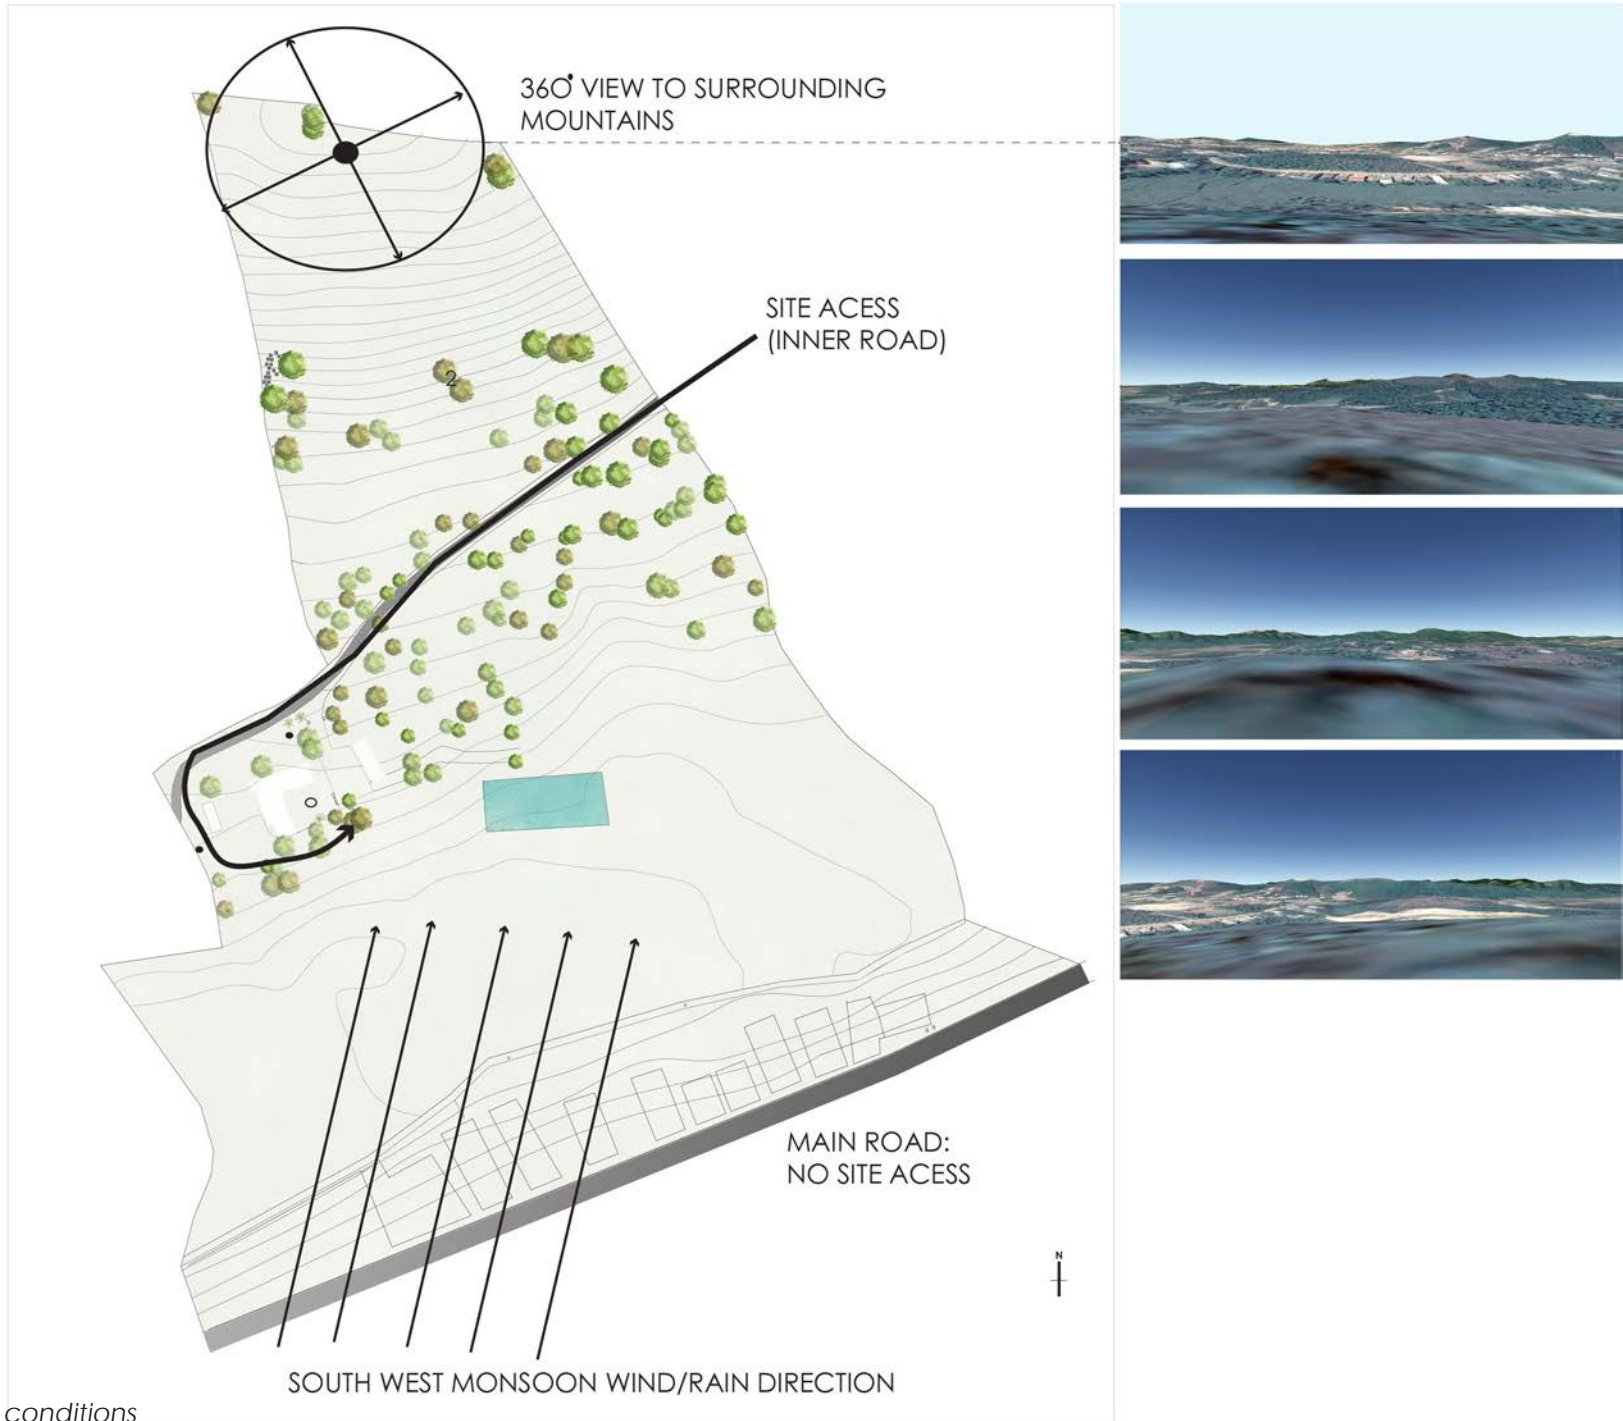 360° VIEW TO SURROUNDING
MOUNTAINS
SITE ACESS
(INNER ROAD)
2
MAIN ROAD:
NO SITE ACESS
N
SOUTH WEST MONSOON WIND/RAIN DIRECTION
conditions